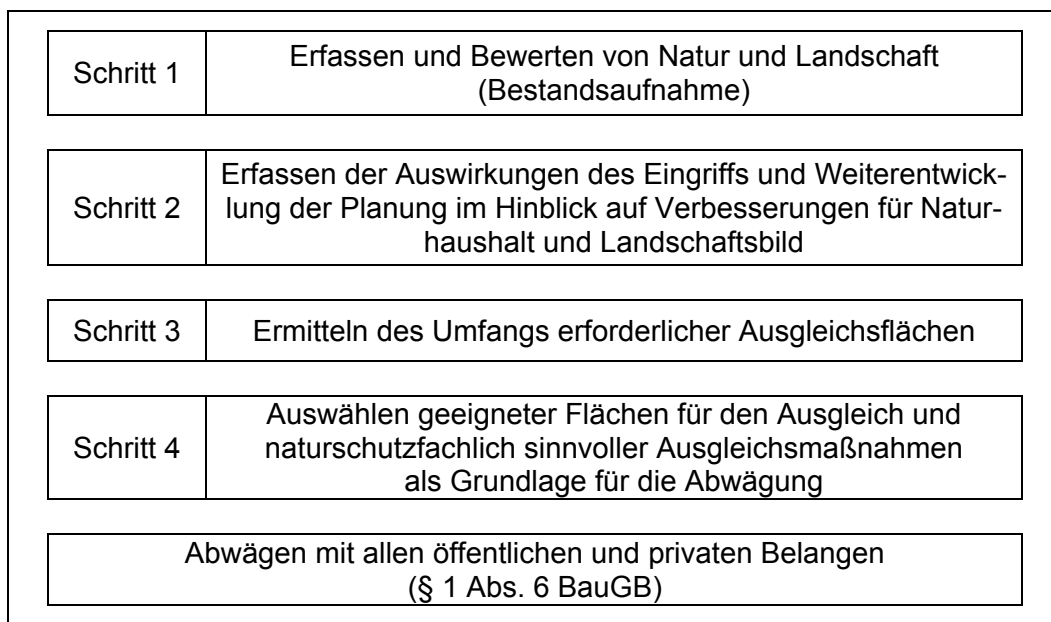 Schritt 1
Erfassen und Bewerten von Natur und Landschaft
(Bestandsaufnahme)
Schritt 2
Erfassen der Auswirkungen des Eingriffs und Weiterentwick-
lung der Planung im Hinblick auf Verbesserungen für Natur-
haushalt und Landschaftsbild
Schritt 3
Ermitteln des Umfangs erforderlicher Ausgleichsflächen
Schritt 4
Auswählen geeigneter Flächen für den Ausgleich und
naturschutzfachlich sinnvoller Ausgleichsmaßnahmen
als Grundlage für die Abwägung
Abwägen mit allen öffentlichen und privaten Belangen
(§ 1 Abs. 6 BauGB)